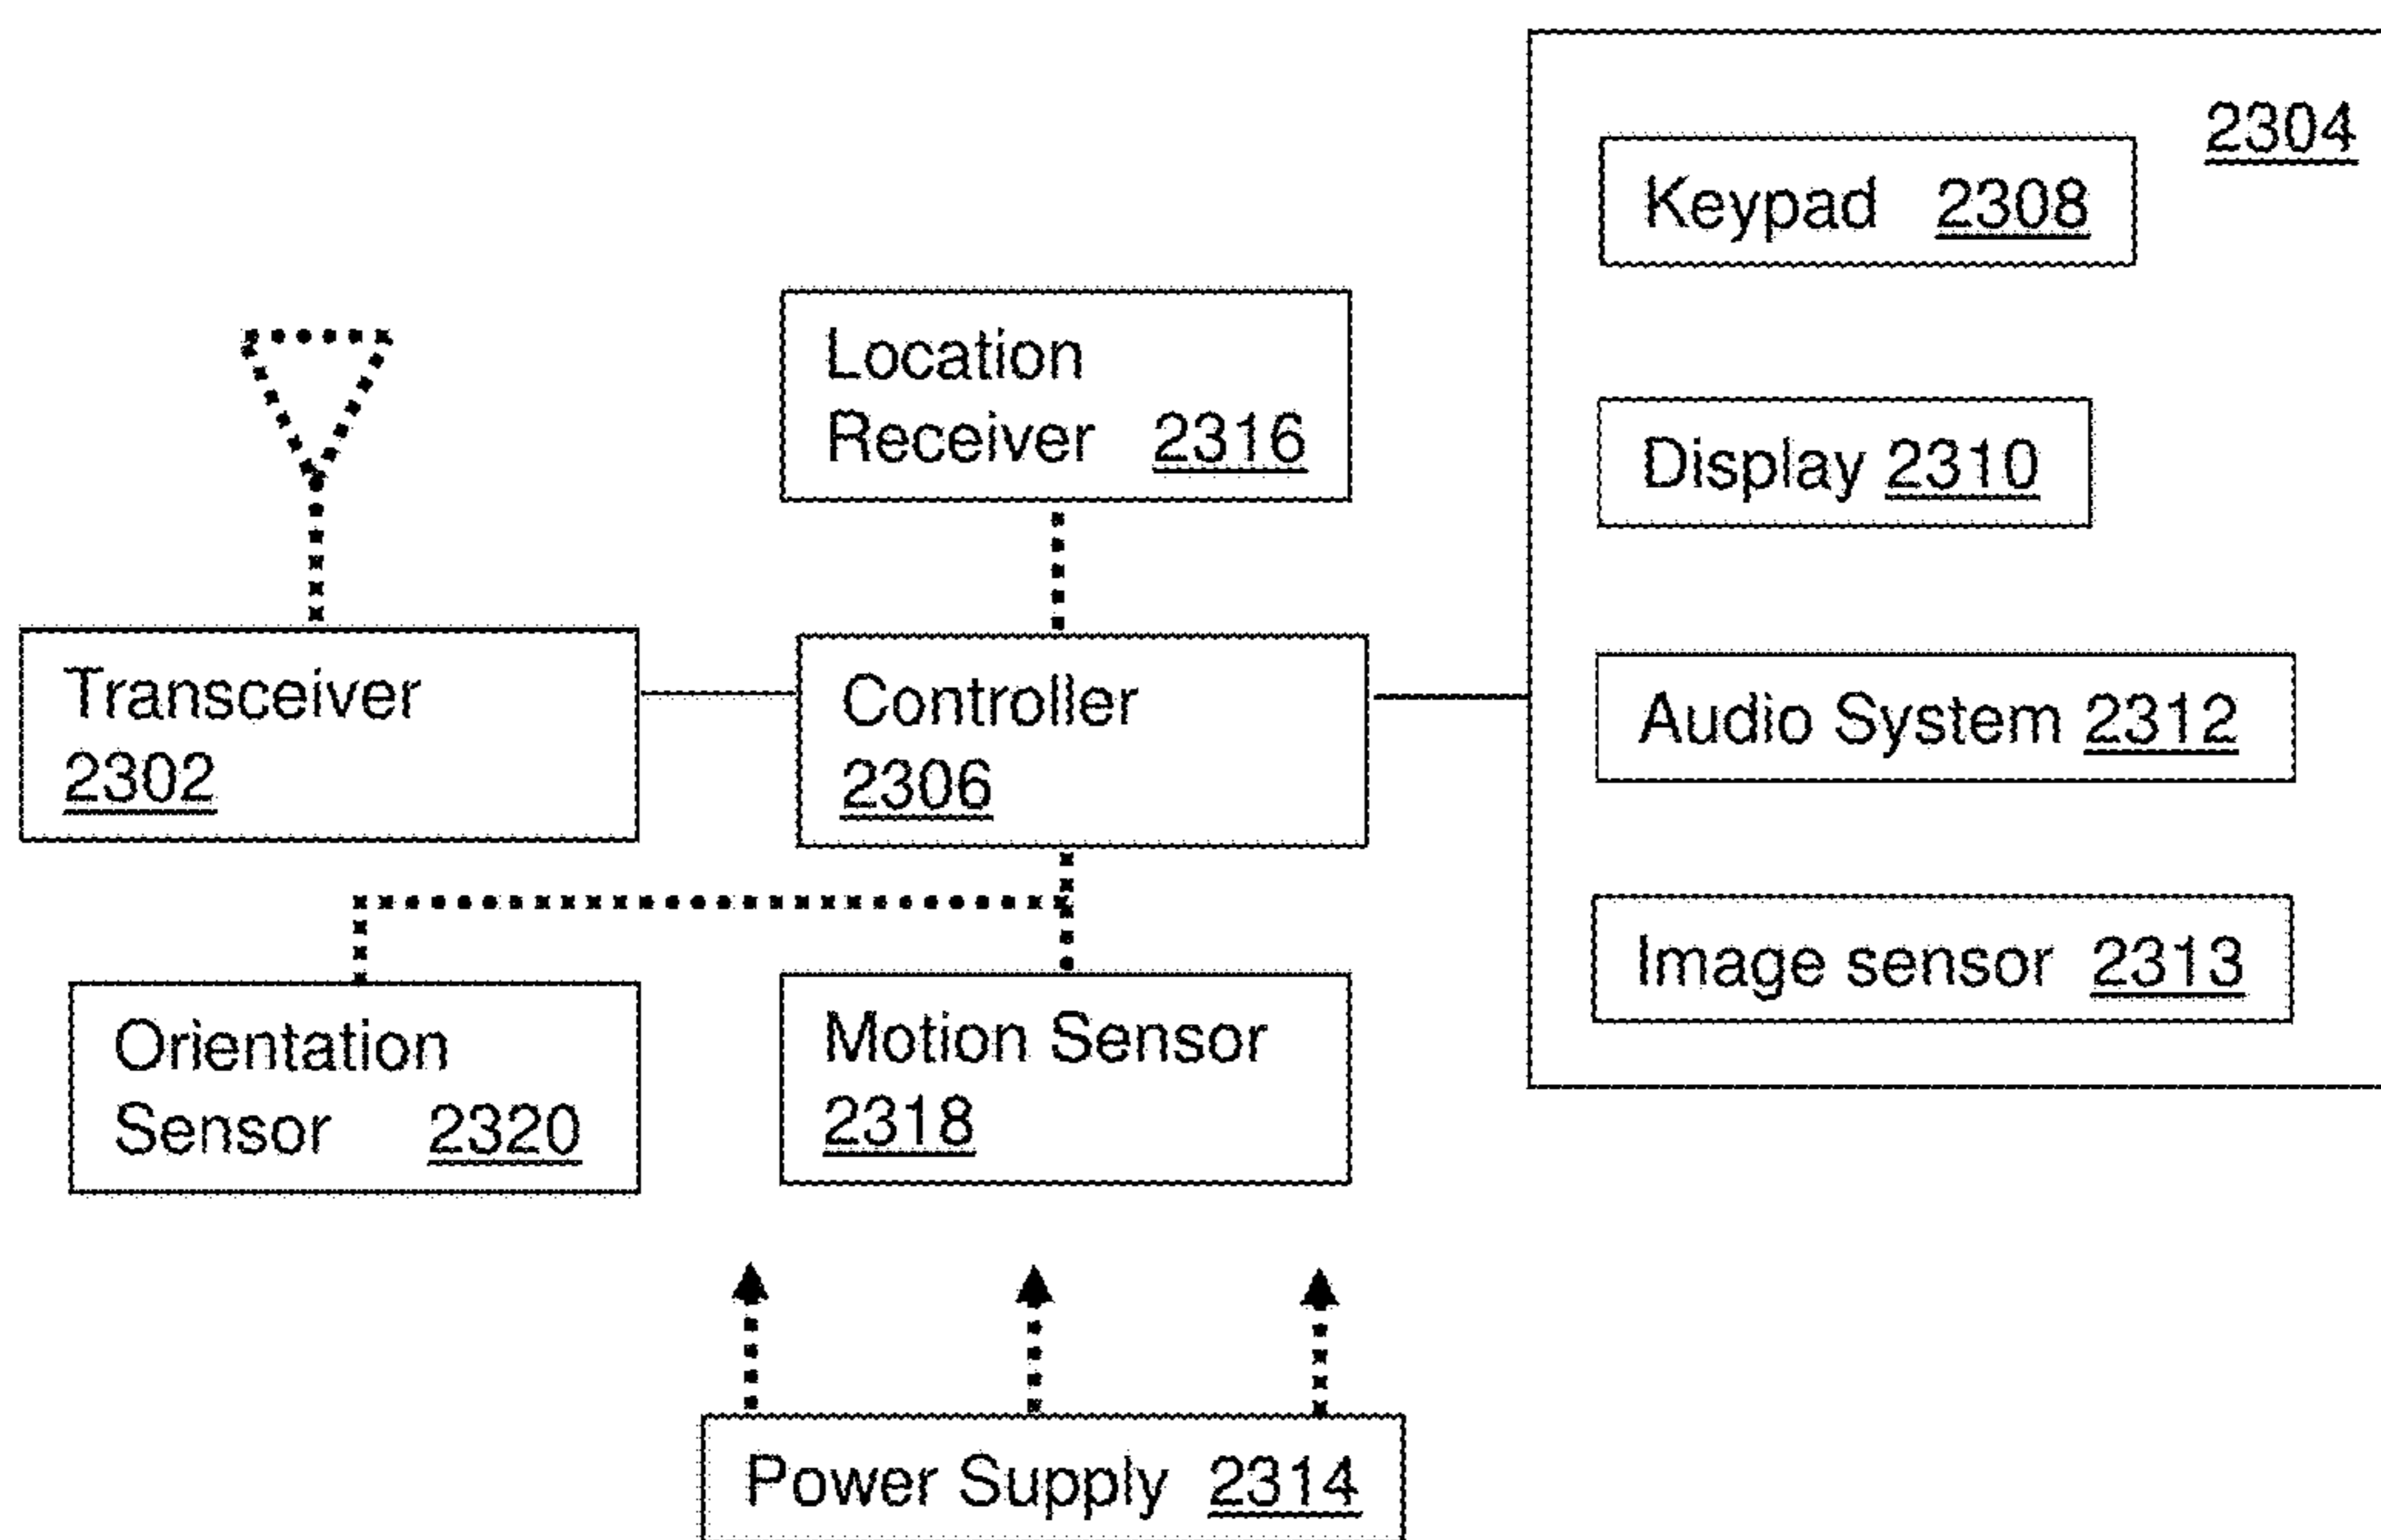 2304
Keypad 2308
Location
Receiver 2316
Display 2310
Transceiver
2302
Controller
2306
Audio System 2312
Image sensor 2313
Orientation
Sensor 2320
Motion Sensor
2318
Power Supply 2314